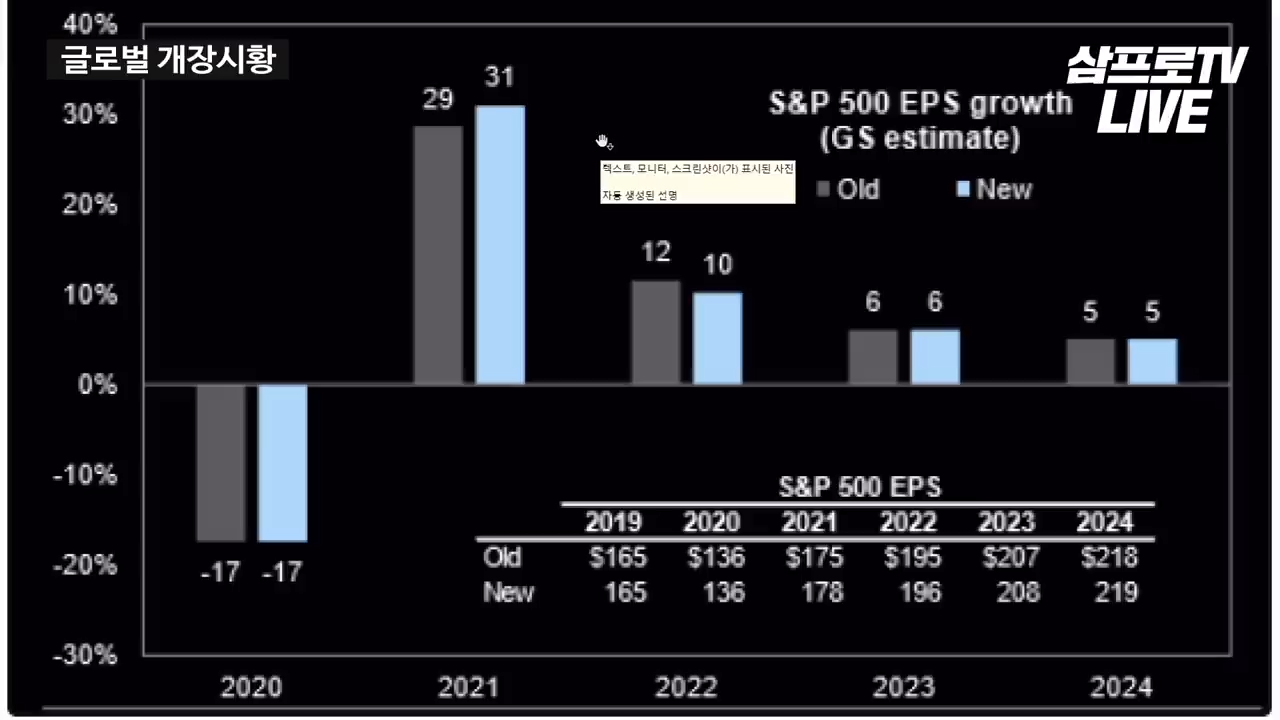 40%
글로벌 개장시황
삼프로TV
LIVE
31
29
30%
S&P 500 EPS growth
(GS estimate)
텍스트, 모니터, 스크린샷이(가) 표시된 사진
자동 생성된 설명
Old New
20%
12
10
10%
6 6
5 5
0%
-10%
S&P 500 EPS
2019 2020 2021 2022 2023 2024
Old $165 $136 $175 $195 $207 $218
New 165 136 178 196 208 219
-20%
-17 -17
-30%
2020 2021 2022 2023 2024